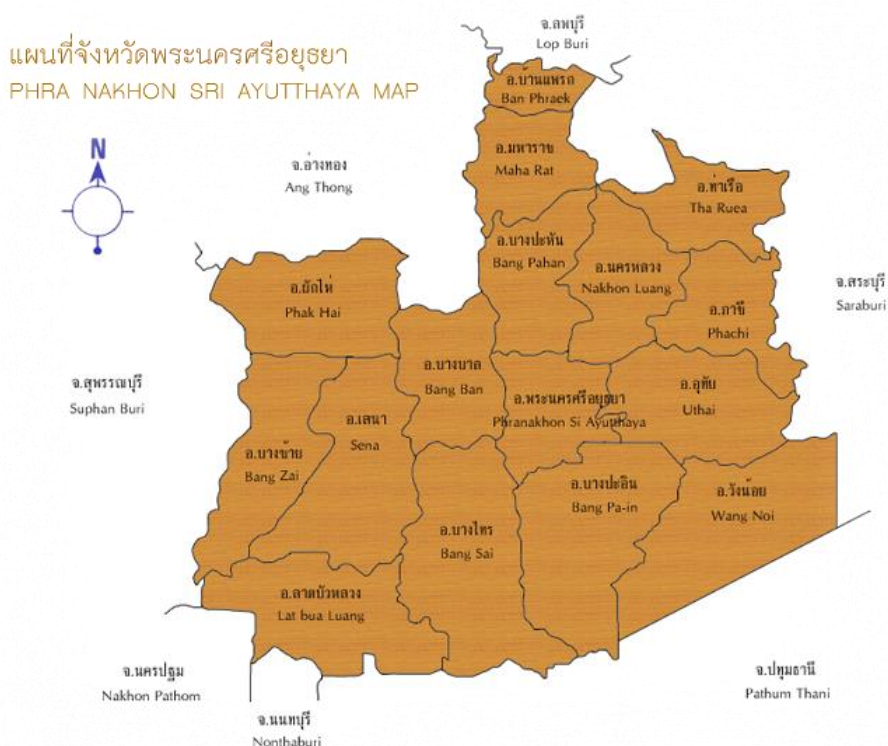 แผนที่จังหวัดพระนครศรีอยุธยา
PHRA NAKHON SRI AYUTTHAYA MAP
N
จ.ลพบุรี
Lop Buri
อ.บ้านแพรก
Ban Phraek
อ.มหาราช
Maha Rat
จ.อ่างทอง
Ang Thong
อ.ท่าเรือ
Tha Ruea
อ.บางปะหัน
Bang Pahan
อ.นครหลวง
Nakhon Luang
จ.สระบุรี
Saraburi
อ.ผักไห่
Phak Hai
อ.ภาชี
Phachi
จ.สุพรรณบุรี
Suphan Buri
อ.บางบาล
Bang Ban
อ.พระนครศรีอยุธยา
Phranakhon Si Ayutthaya
อ.อุทัย
Uthai
อ.เสนา
Sena
อ.บางซ้าย
Bang Zai
อ.บางปะอิน
Bang Pa-in
อ.วังน้อย
Wang Noi
อ.บางไทร
Bang Sai
อ.ลาดบัวหลวง
Lat bua Luang
จ.นครปฐม
Nakhon Pathom
จ.ปทุมธานี
Pathum Thani
จ.นนทบุรี
Nonthaburi